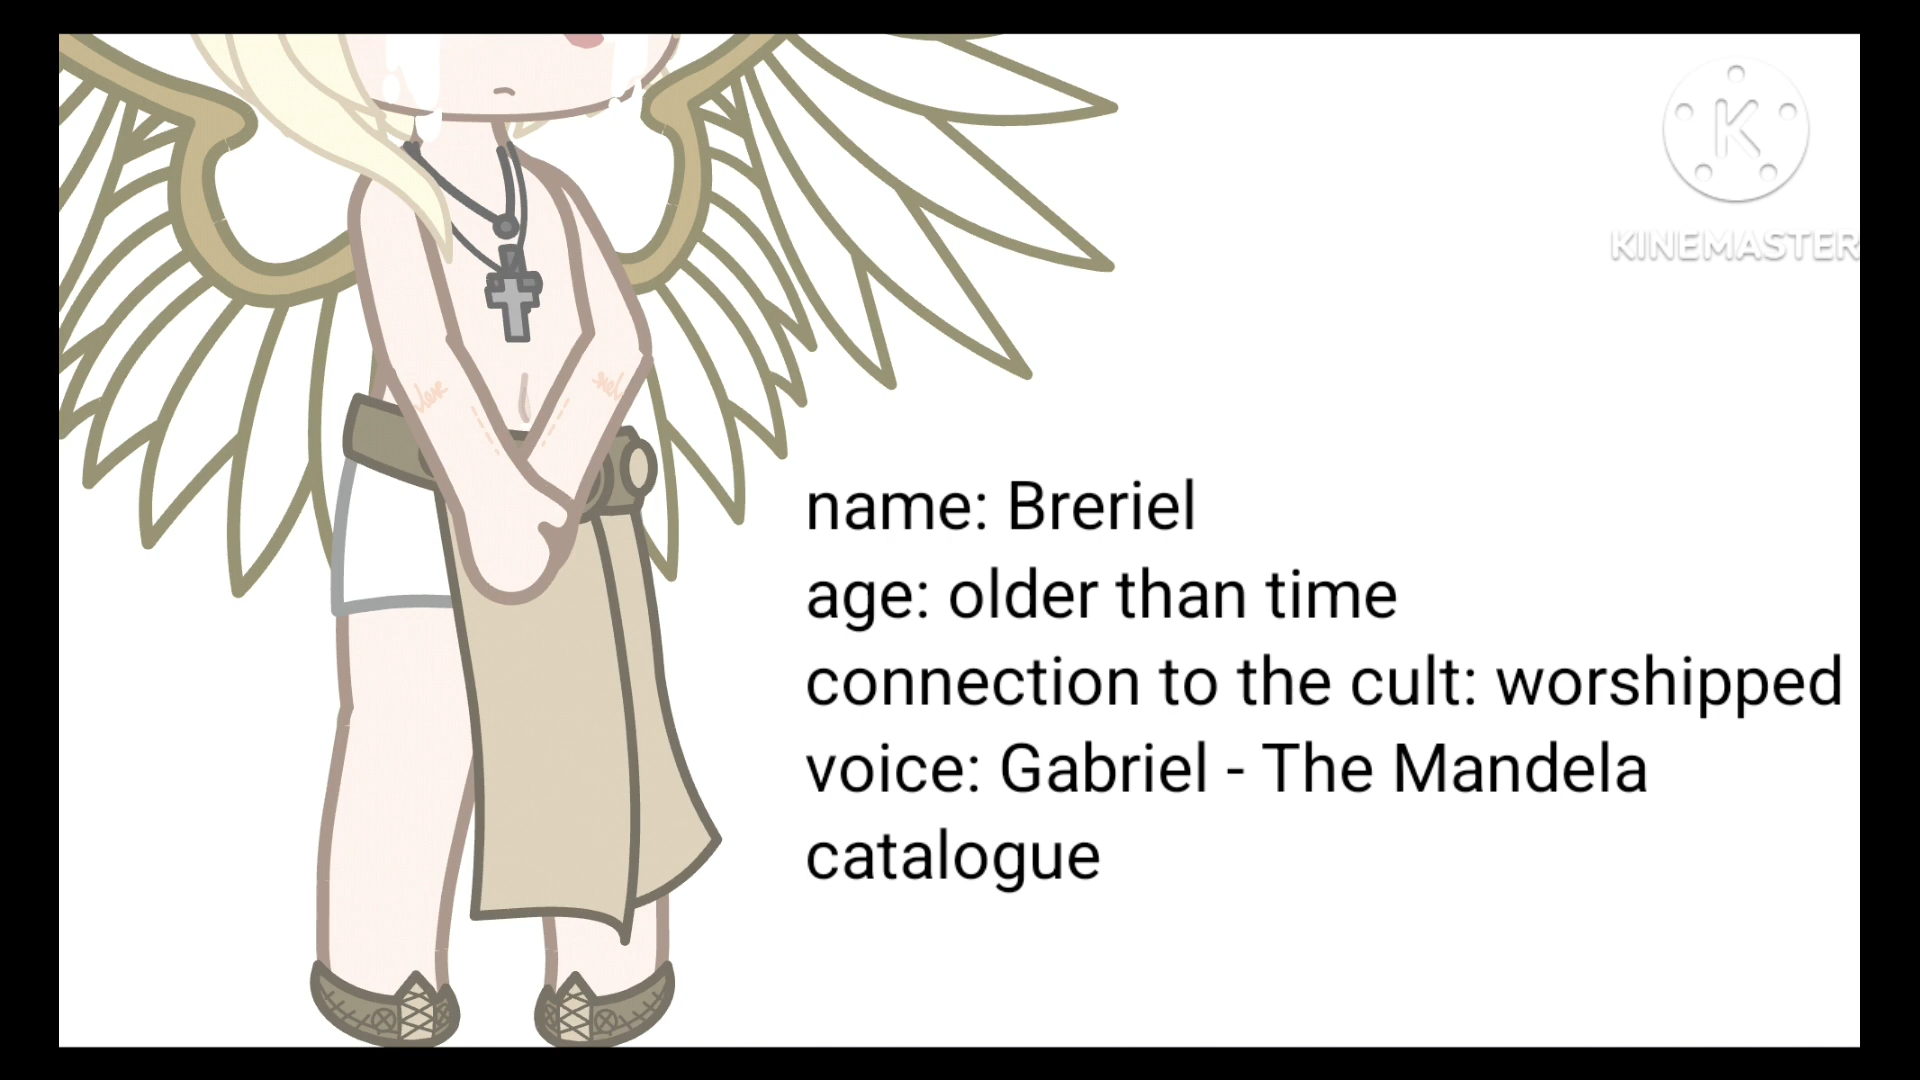 KINEMASTER
name: Breriel
age: older than time
connection to the cult: worshipped
voice: Gabriel - The Mandela
catalogue